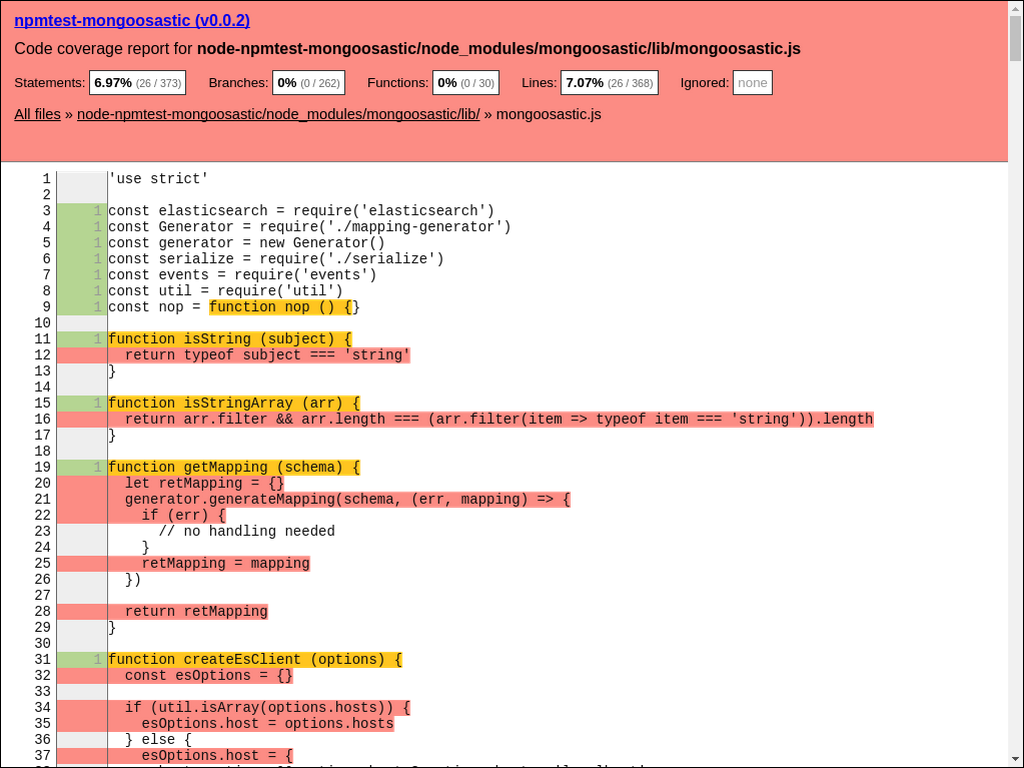 npmtest-mongoosastic (v0.0.2)
Code coverage report for node-npmtest-mongoosastic/node_modules/mongoosastic/lib/mongoosastic.js
Statements: 6.97% (26 / 373) Branches: 0% (0 / 262) Functions: 0% (0 / 30) Lines: 7.07% (26 / 368) Ignored: none
All files » node-npmtest-mongoosastic/node_modules/mongoosastic/lib/ » mongoosastic.js
1 'use strict'
2
3 1 const elasticsearch = require('elasticsearch')
4 1 const Generator = require('./mapping-generator')
5 1 const generator = new Generator()
6 1 const serialize = require('./serialize')
7 1 const events = require('events')
8 1 const util = require('util')
9 1 const nop = function nop () {}
10
11 1 function isString (subject) {
12   return typeof subject === 'string'
13 }
14
15 1 function isStringArray (arr) {
16   return arr.filter && arr.length === (arr.filter(item => typeof item === 'string')).length
17 }
18
19 1 function getMapping (schema) {
20   let retMapping = {}
21   generator.generateMapping(schema, (err, mapping) => {
22     if (err) {
23       // no handling needed
24     }
25     retMapping = mapping
26   })
27
28   return retMapping
29 }
30
31 1 function createEsClient (options) {
32   const esOptions = {}
33
34   if (util.isArray(options.hosts)) {
35     esOptions.host = options.hosts
36   } else {
37     esOptions.host = {